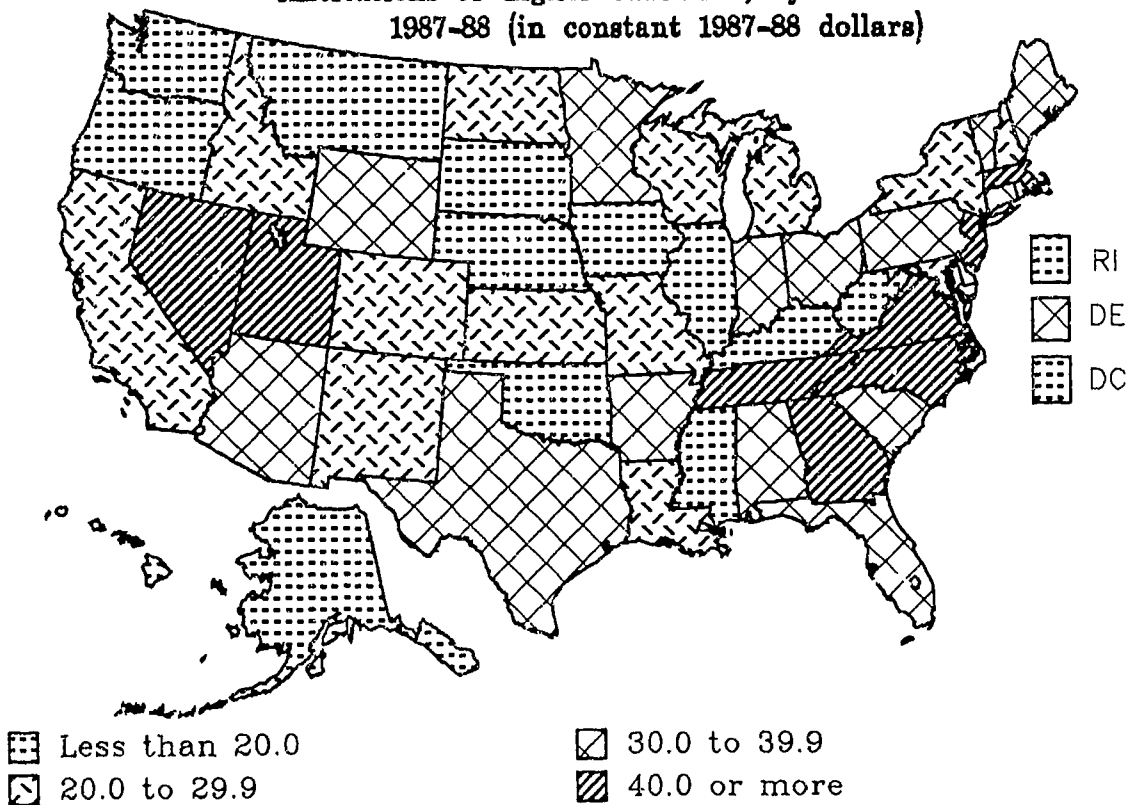 1987-88 (in constant 1987-88 dollars)
RI
DE
DC
Less than 20.0
20.0 to 29.9
30.0 to 39.9
40.0 or more